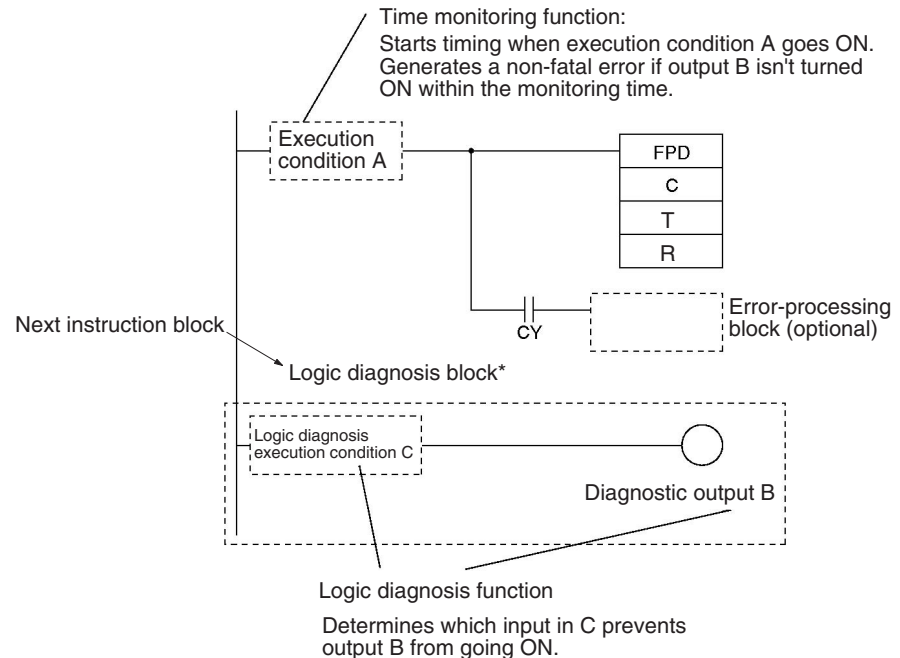 Time monitoring function:
Starts timing when execution condition A goes ON.
Generates a non-fatal error if output B isn't turned
ON within the monitoring time.
Execution
condition A
FPD
C
T
R
CY
Error-processing
block (optional)
Next instruction block
Logic diagnosis block*
Logic diagnosis
execution condition C
Diagnostic output B
Logic diagnosis function
Determines which input in C prevents
output B from going ON.